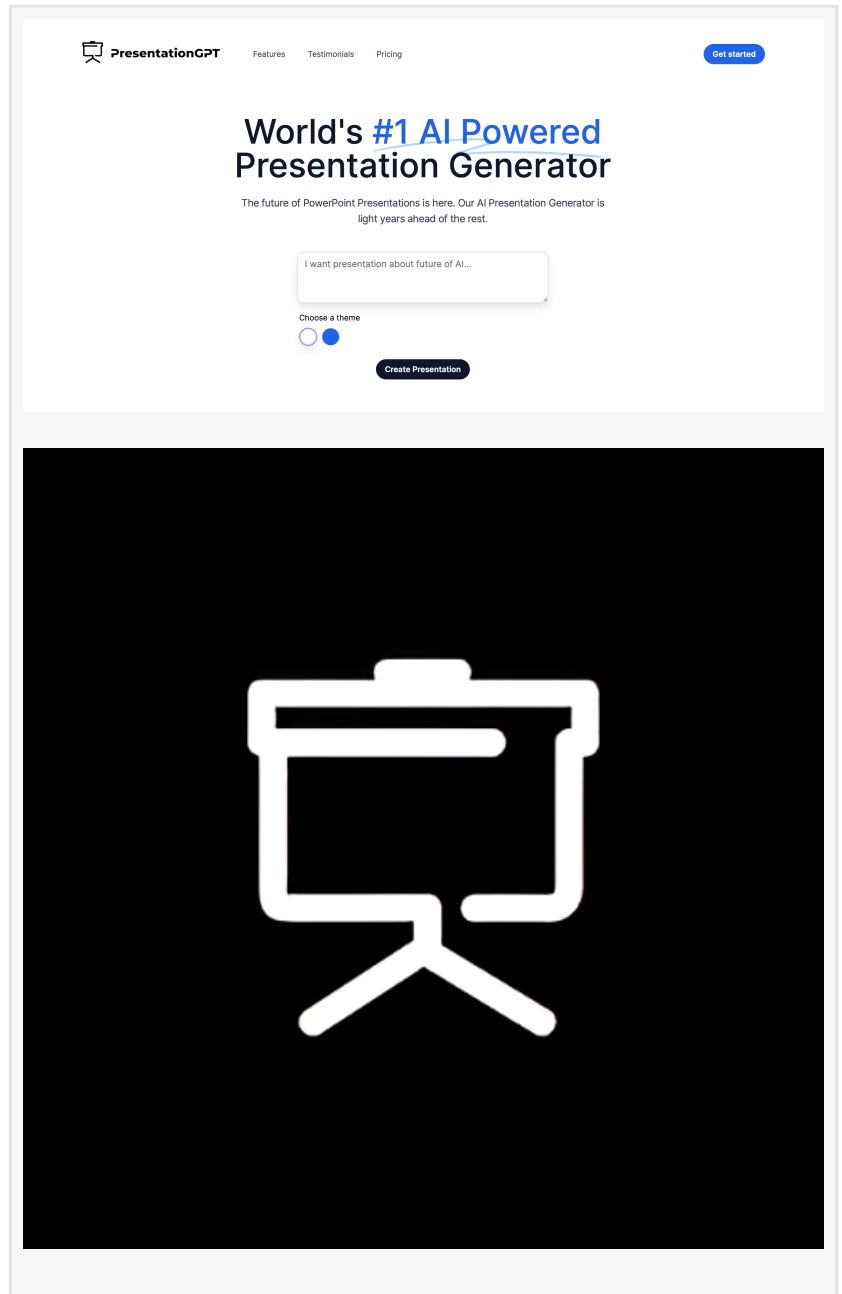 PresentationGPT
Features
Testimonials
Pricing
Get started
World's #1 AI Powered
Presentation Generator
The future of PowerPoint Presentations is here. Our AI Presentation Generator is
light years ahead of the rest.
I want presentation about future of AI...
Choose a theme
Create Presentation